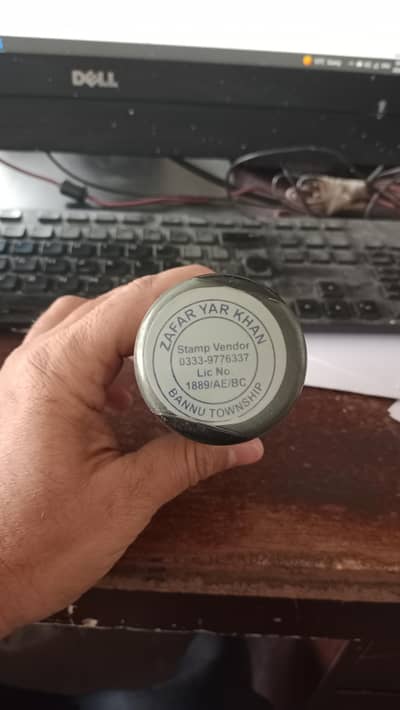 DELL
ZAFAR YAR KHAN
Stamp Vendor
0333-9776337
Lic No.
1889/AE/BC
BANNU TOWNSHIP